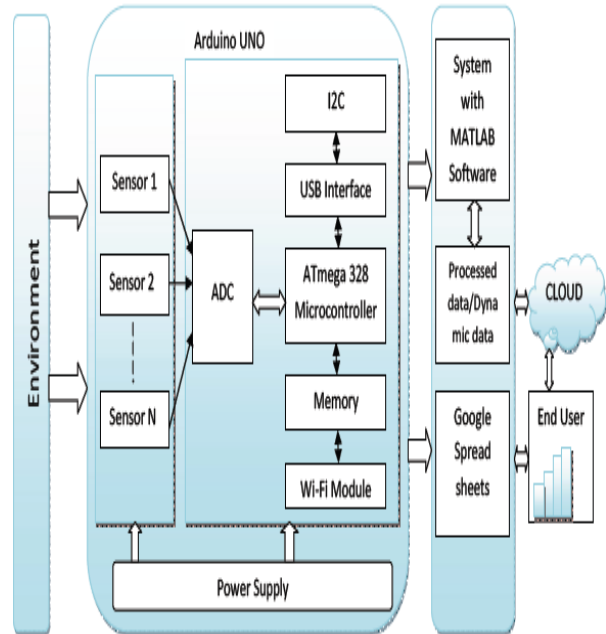 Environment
Arduino UNO
Sensor 1
Sensor 2
Sensor N
ADC
I2C
USB Interface
ATmega 328
Microcontroller
Memory
Wi-Fi Module
Power Supply
System
with
MATLAB
Software
Processed
data/Dyna
mic data
Google
Spread
sheets
CLOUD
End User